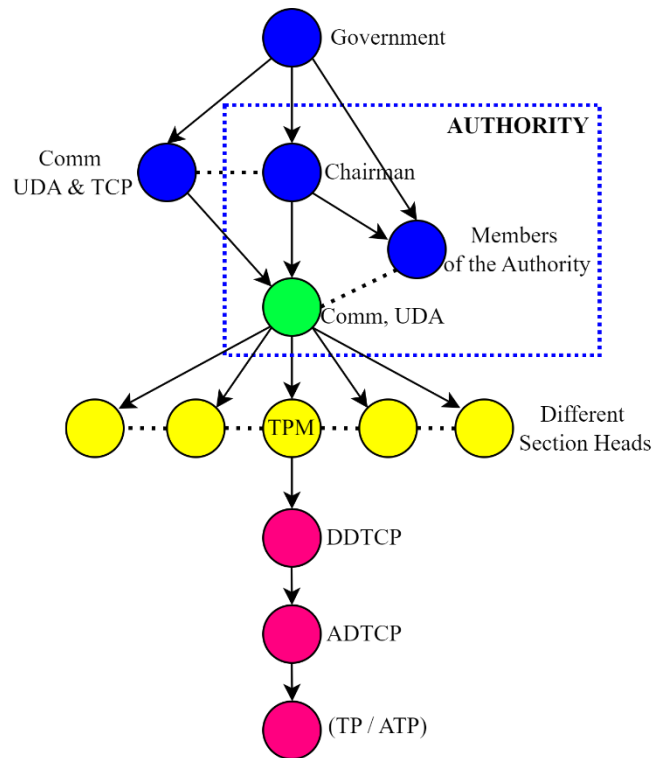 Government
AUTHORITY
Comm
UDA & TCP
Chairman
Members
of the Authority
Comm, UDA
TPM
Different
Section Heads
DDTCP
ADTCP
(TP / ATP)